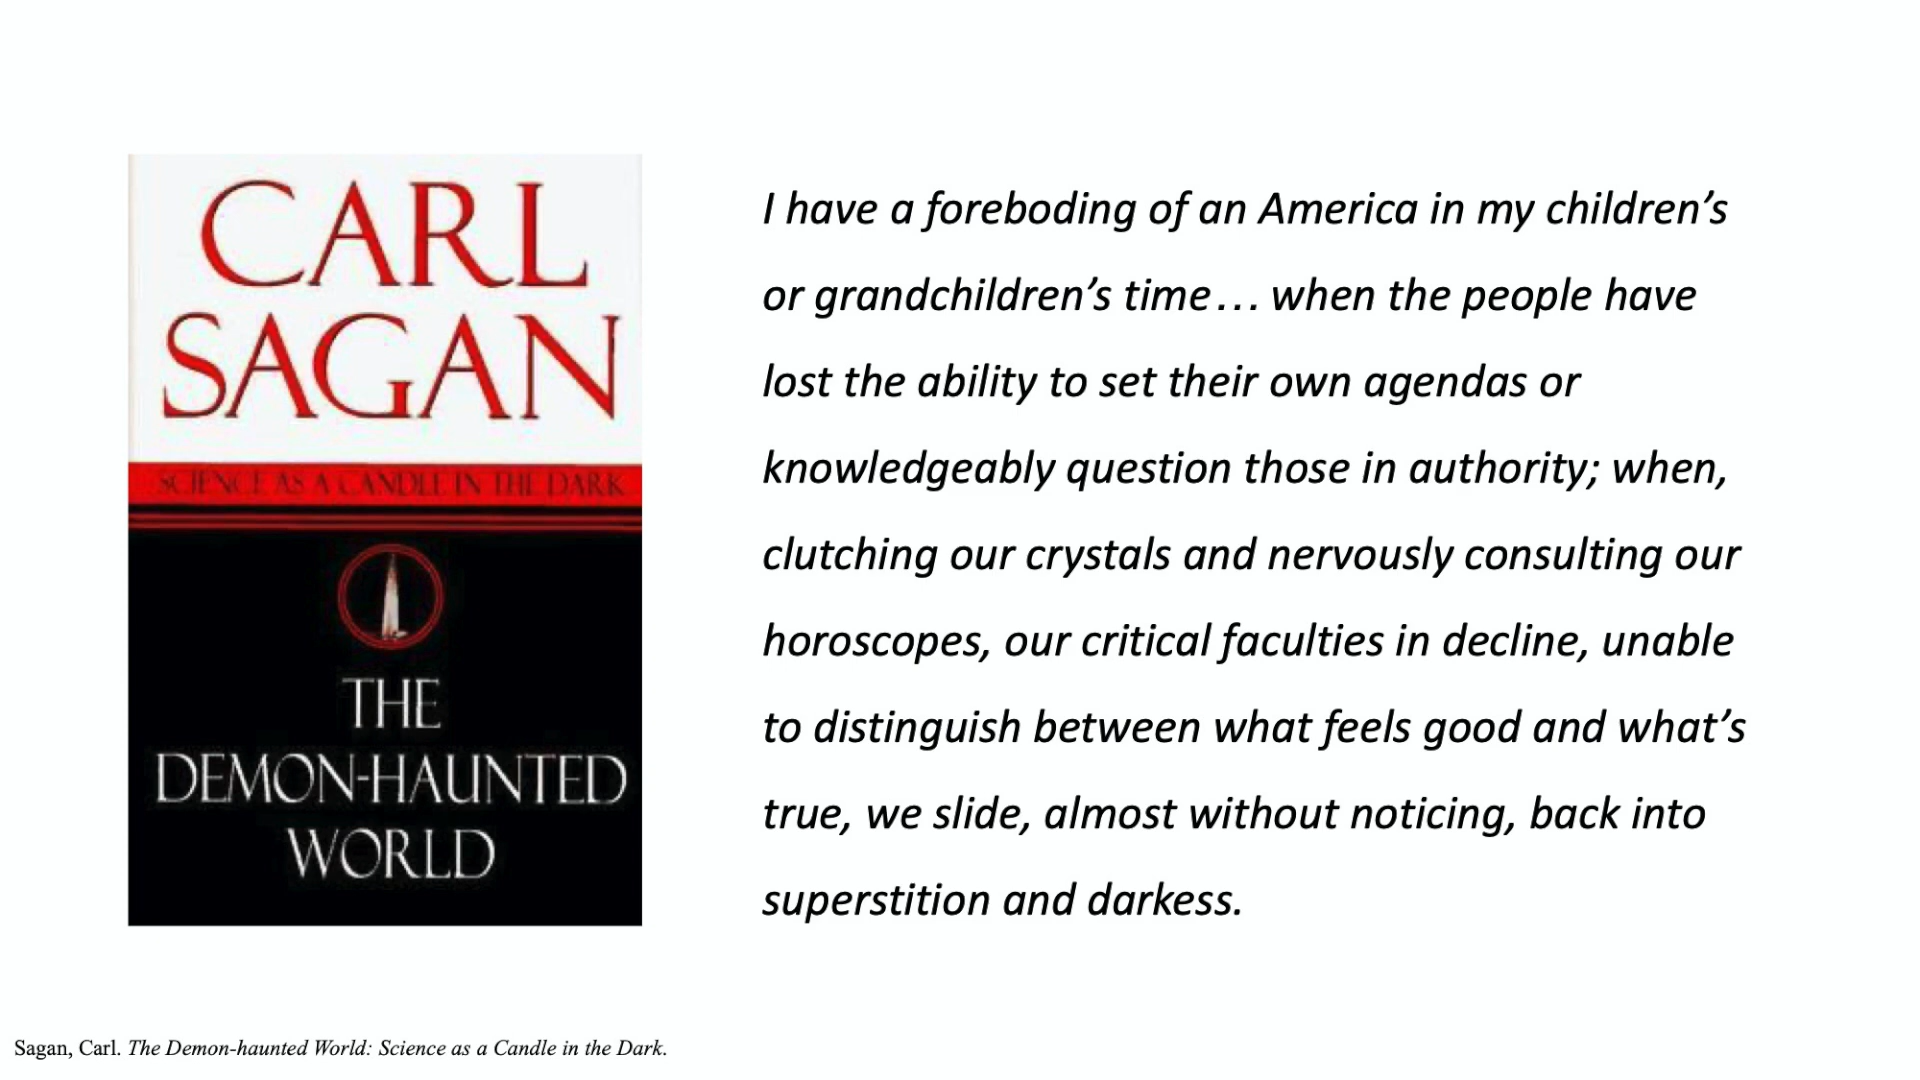 CARL
SAGAN
SCIENCE AS A CANDLE IN THE DARK
THE
DEMON-HAUNTED
WORLD
I have a foreboding of an America in my children’s
or grandchildren’s time… when the people have
lost the ability to set their own agendas or
knowledgeably question those in authority; when,
clutching our crystals and nervously consulting our
horoscopes, our critical faculties in decline, unable
to distinguish between what feels good and what’s
true, we slide, almost without noticing, back into
superstition and darkess.
Sagan, Carl. The Demon-haunted World: Science as a Candle in the Dark.